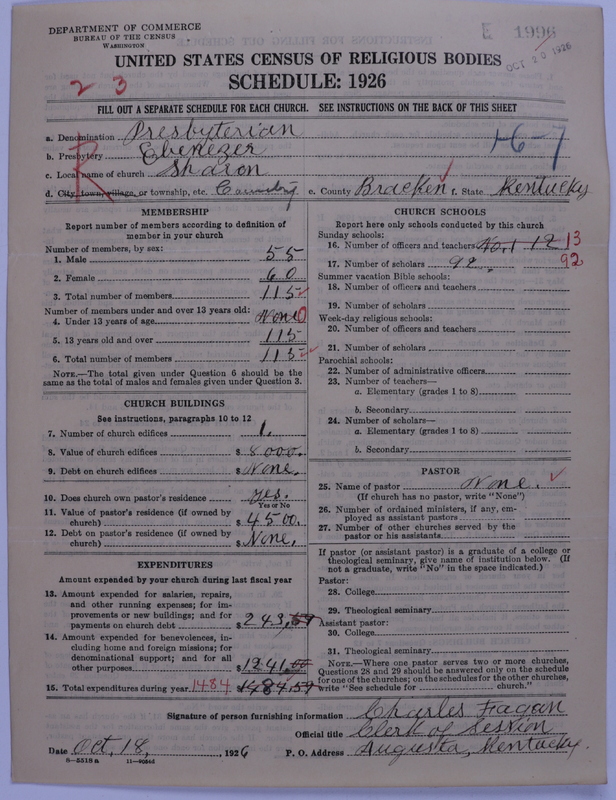 DEPARTMENT OF COMMERCE
BUREAU OF THE CENSUS
WASHINGTON
E 1996
OCT 20 1926
UNITED STATES CENSUS OF RELIGIOUS BODIES
SCHEDULE: 1926
2 3
FILL OUT A SEPARATE SCHEDULE FOR EACH CHURCH. SEE INSTRUCTIONS ON THE BACK OF THIS SHEET
a. Denomination Presbyterian
b. Presbytery Ebenezer
1-6-7
c. Local name of church Sharon
R
d. City, town, village, or township, etc. Country e. County Bracken f. State Kentucky
MEMBERSHIP
Report number of members according to definition of member in your church
Number of members, by sex:
1. Male 55
2. Female 60
3. Total number of members 115
Number of members under and over 13 years old:
4. Under 13 years of age None 0
5. 13 years old and over 115
6. Total number of members 115
NOTE.—The total given under Question 6 should be the same as the total of males and females given under Question 3.
CHURCH BUILDINGS
See instructions, paragraphs 10 to 12
7. Number of church edifices 1.
8. Value of church edifices $ 8000.
9. Debt on church edifices $ None.
10. Does church own pastor's residence Yes.
Yes or No
11. Value of pastor's residence (if owned by church) $ 4500.
12. Debt on pastor's residence (if owned by church) $ None.
EXPENDITURES
Amount expended by your church during last fiscal year
13. Amount expended for salaries, repairs, and other running expenses; for improvements or new buildings; and for payments on church debt $ 243,59
14. Amount expended for benevolences, including home and foreign missions; for denominational support; and for all other purposes $ 1241.00
15. Total expenditures during year 1484 $ 1484,59
CHURCH SCHOOLS
Report here only schools conducted by this church
Sunday schools:
16. Number of officers and teachers No. 1 12 13
17. Number of scholars 92. 92
Summer vacation Bible schools:
18. Number of officers and teachers
19. Number of scholars
Week-day religious schools:
20. Number of officers and teachers
21. Number of scholars
Parochial schools:
22. Number of administrative officers
23. Number of teachers—
a. Elementary (grades 1 to 8)
b. Secondary
24. Number of scholars—
a. Elementary (grades 1 to 8)
b. Secondary
PASTOR
25. Name of pastor None.
(If church has no pastor, write "None")
26. Number of ordained ministers, if any, employed as assistant pastors
27. Number of other churches served by the pastor or his assistants
If pastor (or assistant pastor) is a graduate of a college or theological seminary, give name of institution below. (If not a graduate, write "No" in the space indicated.)
Pastor:
28. College
29. Theological seminary
Assistant pastor:
30. College
31. Theological seminary
NOTE.—Where one pastor serves two or more churches, Questions 28 and 29 should be answered only on the schedule for one of the churches; on the schedules for the other churches, write "See schedule for church."
Signature of person furnishing information Charles Fagan
Official title Clerk of Session
Date Oct, 18, 1926 P. O. Address Augusta, Kentucky.
8-5518a